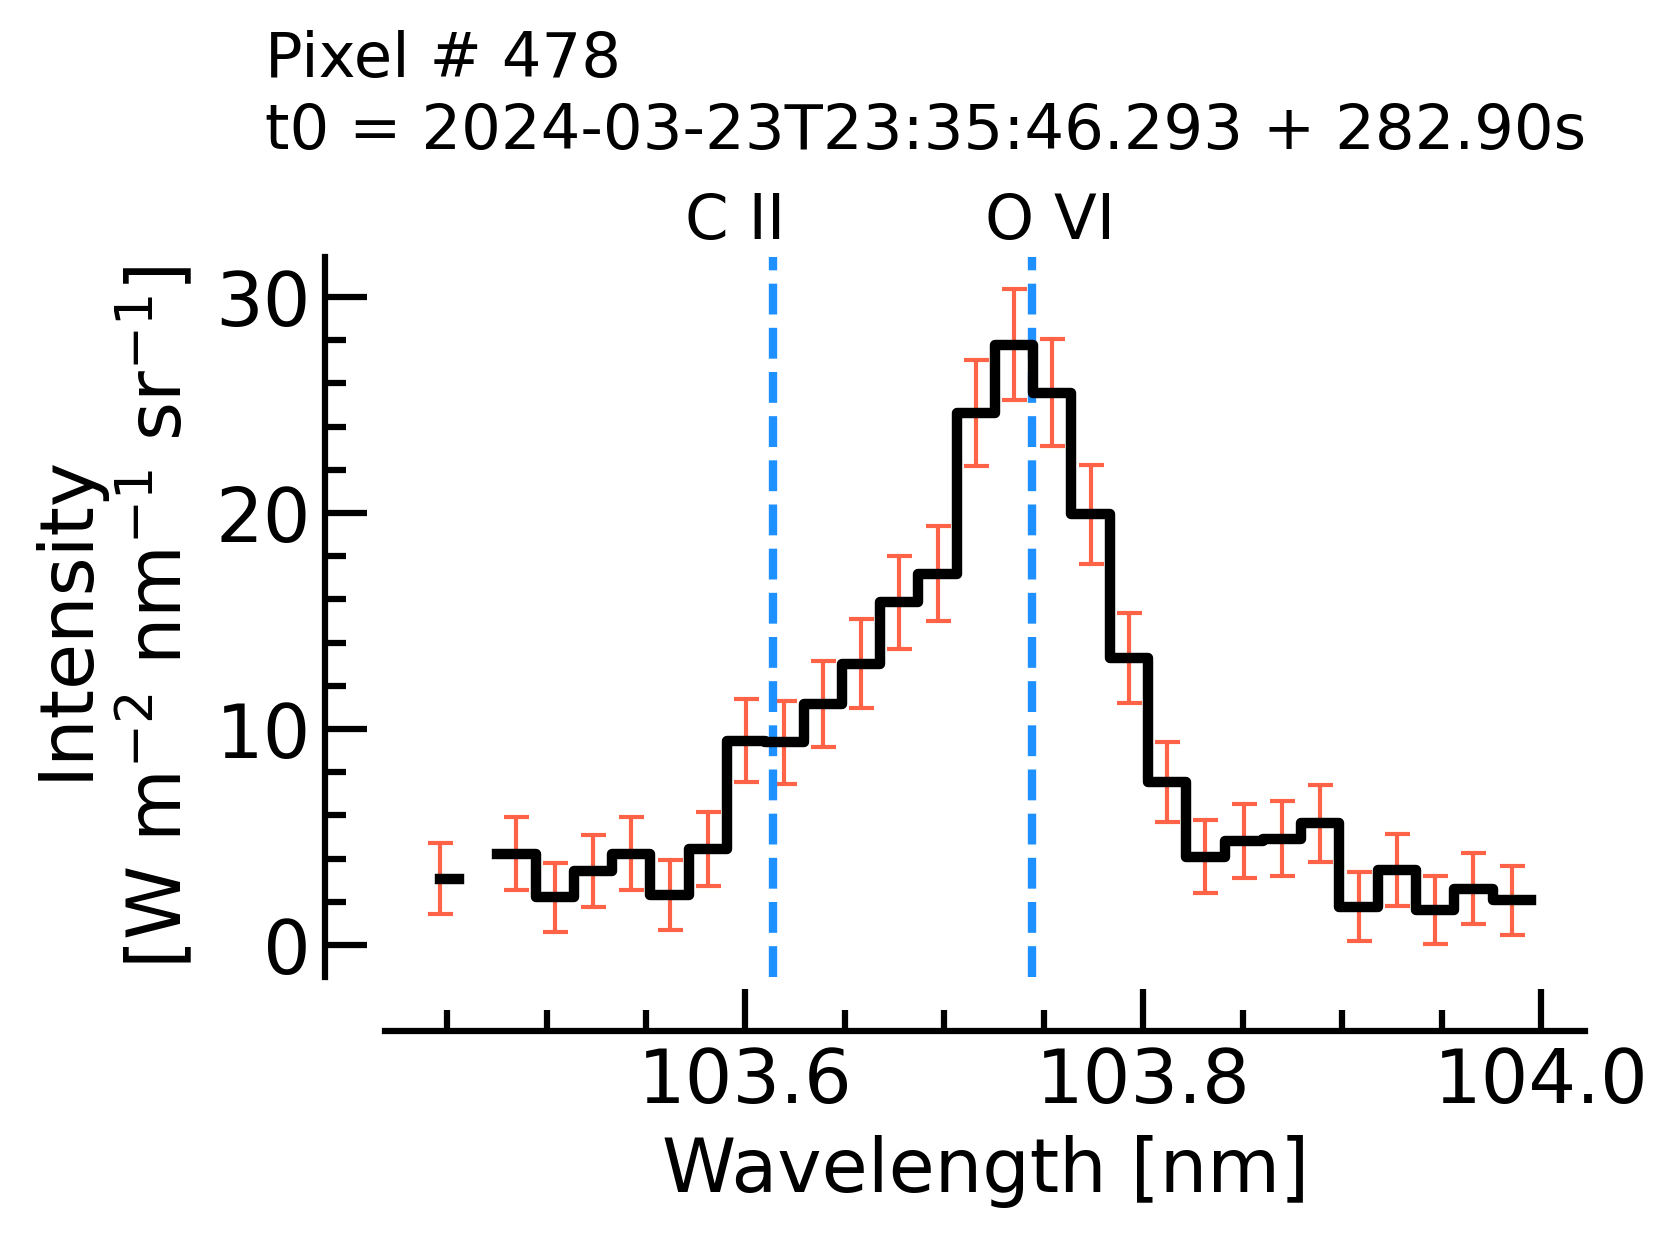 Pixel # 478
t0 = 2024-03-23T23:35:46.293 + 282.90s
C II
O VI
30
20
10
0
Intensity
[W m⁻² nm⁻¹ sr⁻¹]
103.6
103.8
104.0
Wavelength [nm]